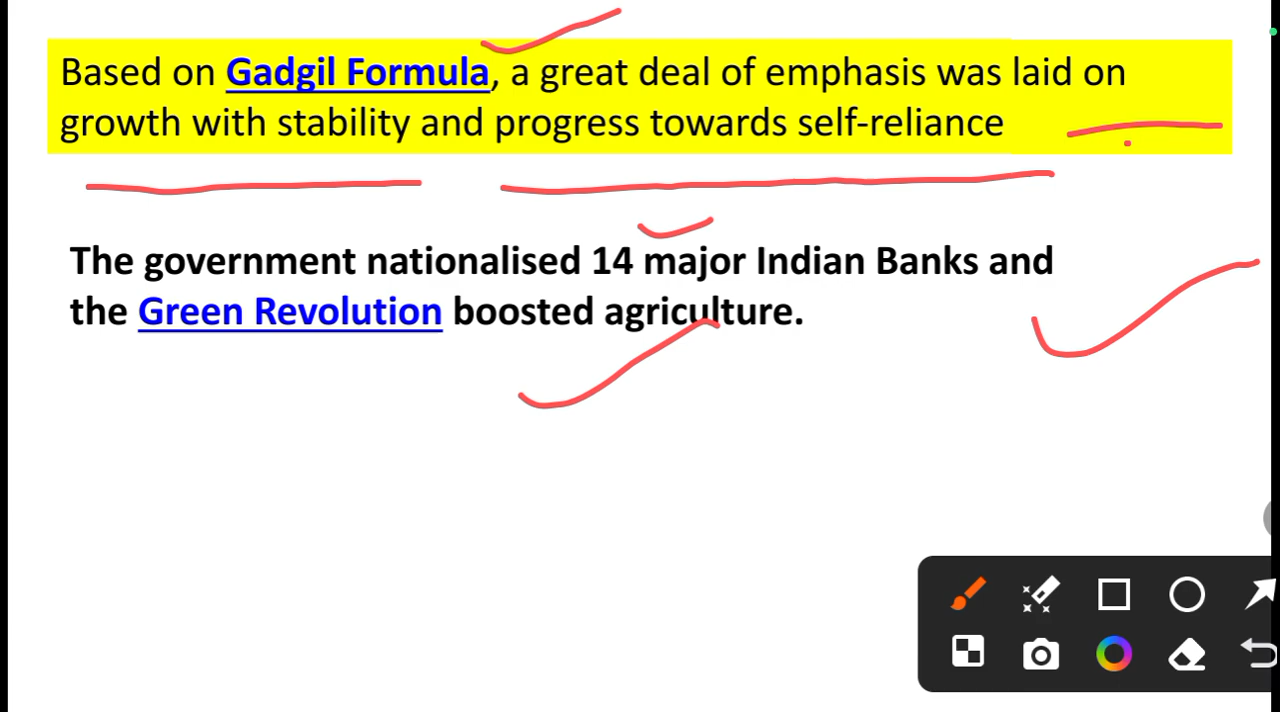 Based on Gadgil Formula, a great deal of emphasis was laid on
growth with stability and progress towards self-reliance
The government nationalised 14 major Indian Banks and
the Green Revolution boosted agriculture.